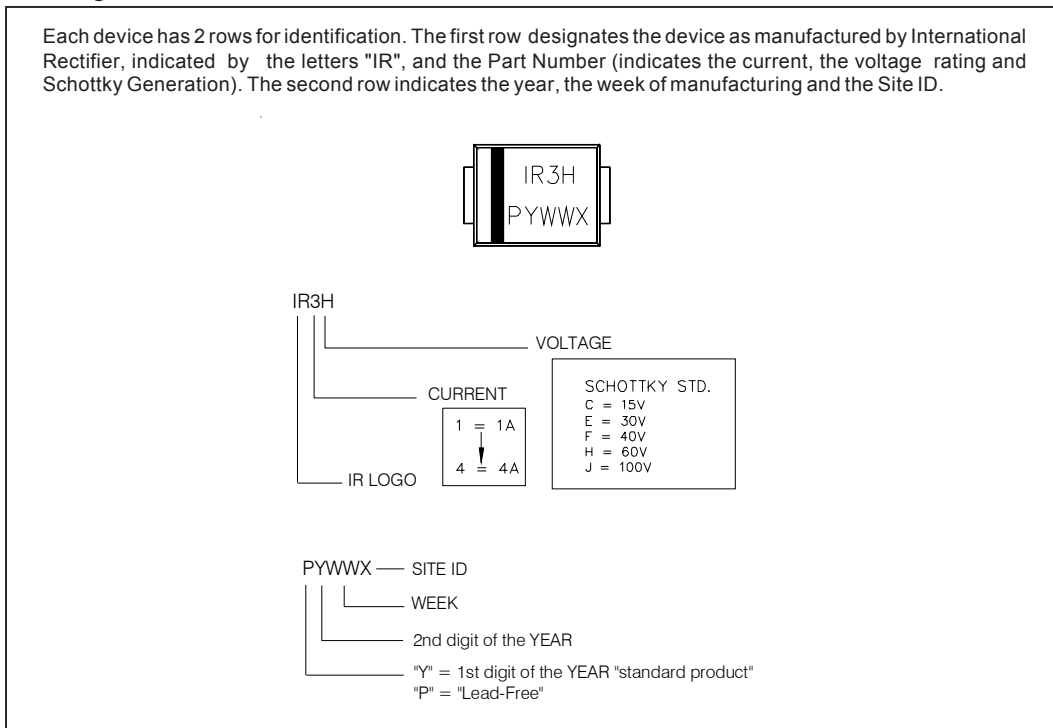 Each device has 2 rows for identification. The first row designates the device as manufactured by International
Rectifier, indicated by the letters "IR", and the Part Number (indicates the current, the voltage rating and
Schottky Generation). The second row indicates the year, the week of manufacturing and the Site ID.
IR3H
PYWWX
IR3H
VOLTAGE
SCHOTTKY STD.
C = 15V
E = 30V
F = 40V
H = 60V
J = 100V
CURRENT
1 = 1A
4 = 4A
IR LOGO
PYWWX
SITE ID
WEEK
2nd digit of the YEAR
"Y" = 1st digit of the YEAR "standard product"
"P" = "Lead-Free"